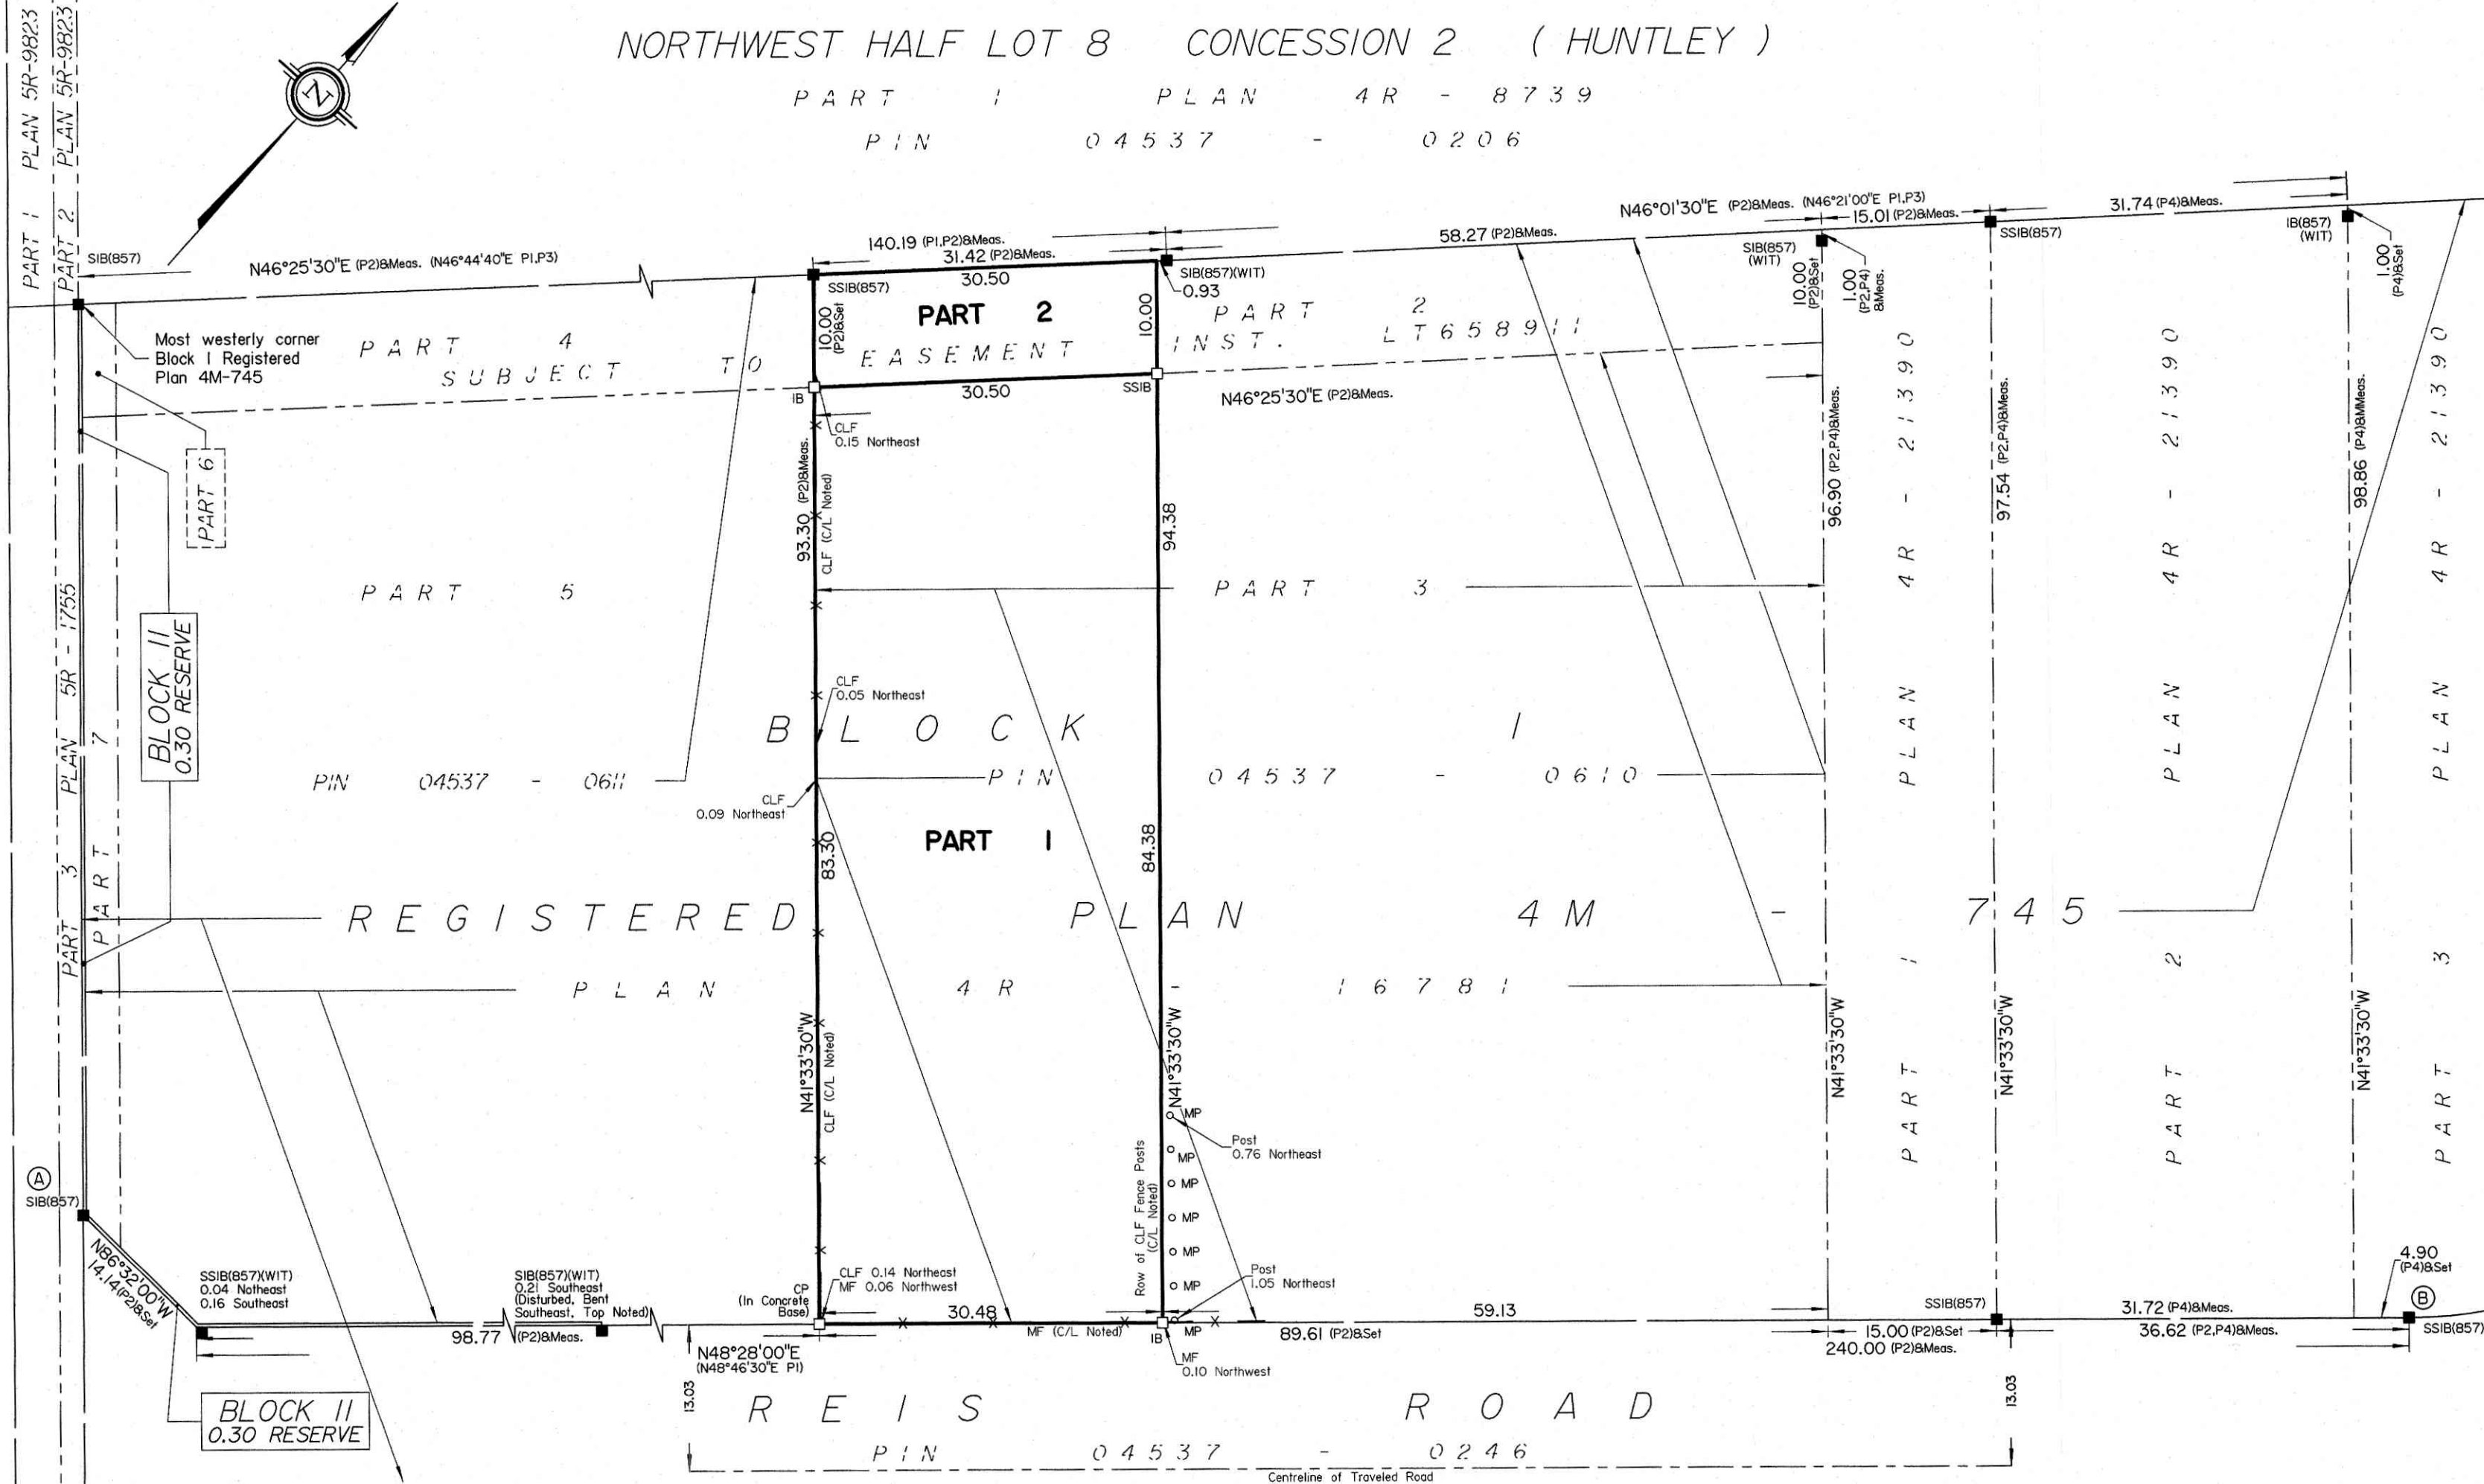 NORTHWEST HALF LOT 8 CONCESSION 2 ( HUNTLEY )
PART 1 PLAN 4R - 8739
PIN 04537 - 0206
PART 1 PLAN 5R-9823
PART 2 PLAN 5R-9823
N
SIB(857)
N46°25'30"E (P2)&Meas. (N46°44'40"E P1,P3)
140.19 (P1,P2)&Meas.
31.42 (P2)&Meas.
30.50
SSIB(857)
SIB(857)(WIT)
0.93
58.27 (P2)&Meas.
N46°01'30"E (P2)&Meas. (N46°21'00"E P1,P3)
15.01 (P2)&Meas.
31.74 (P4)&Meas.
SIB(857)
(WIT)
SSIB(857)
IB(857)
(WIT)
10.00
(P2)&Set
1.00
(P2,P4)
&Meas.
1.00
(P4)&Set
Most westerly corner
Block 1 Registered
Plan 4M-745
PART 4
SUBJECT TO EASEMENT INST. LT658911
10.00
(P2)&Set
PART 2
10.00
PART 2
IB
30.50
SSIB
N46°25'30"E (P2)&Meas.
CLF
0.15 Northeast
PART 6
93.30 (P2)&Meas.
CLF (C/L Noted)
94.38
96.90 (P2,P4)&Meas.
97.54 (P2,P4)&Meas.
98.86 (P4)&MMeas.
PART 1 PLAN 4R - 21390
PART 2 PLAN 4R - 21390
PART 3 PLAN 4R - 21390
PART 5
PART 3
BLOCK 11
0.30 RESERVE
PART 3 PLAN 5R - 1755
PART 7
CLF
0.05 Northeast
BLOCK 1
PIN 04537 - 0611
PIN 04537 - 0610
CLF
0.09 Northeast
83.30
PART 1
84.38
REGISTERED PLAN 4M - 745
PLAN 4R - 16781
N41°33'30"W
CLF (C/L Noted)
N41°33'30"W
N41°33'30"W
N41°33'30"W
N41°33'30"W
MP
Post
0.76 Northeast
MP
MP
MP
MP
MP
Row of CLF Fence Posts
(C/L Noted)
Post
1.05 Northeast
A
SIB(857)
N86°32'00"W
14.14(P2)&Set
SSIB(857)(WIT)
0.04 Notheast
0.16 Southeast
SIB(857)(WIT)
0.21 Southeast
(Disturbed, Bent
Southeast, Top Noted)
CP
(In Concrete
Base)
CLF 0.14 Northeast
MF 0.06 Northwest
30.48
MF (C/L Noted)
IB
MP
59.13
SSIB(857)
31.72 (P4)&Meas.
4.90
(P4)&Set
B
SSIB(857)
98.77 (P2)&Meas.
N48°28'00"E
(N48°46'30"E P1)
89.61 (P2)&Set
15.00 (P2)&Set
36.62 (P2,P4)&Meas.
240.00 (P2)&Meas.
MF
0.10 Northwest
13.03
13.03
BLOCK 11
0.30 RESERVE
REIS ROAD
PIN 04537 - 0246
Centreline of Traveled Road